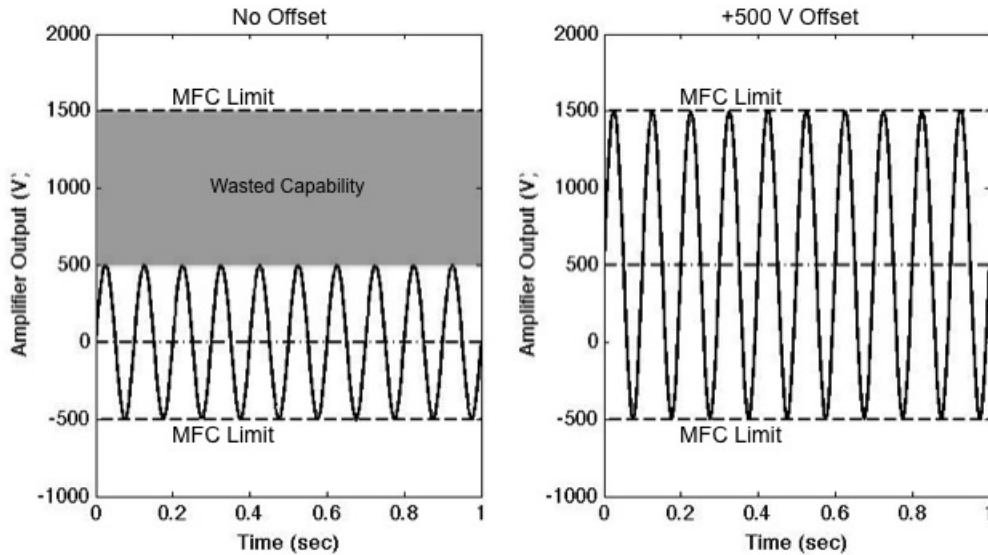 No Offset
2000
1500
1000
500
0
-500
-1000
MFC Limit
Wasted Capability
MFC Limit
Amplifier Output (V)
0
0.2
0.4
0.6
0.8
1
Time (sec)
+500 V Offset
2000
1500
1000
500
0
-500
-1000
MFC Limit
MFC Limit
Amplifier Output (V)
0
0.2
0.4
0.6
0.8
1
Time (sec)